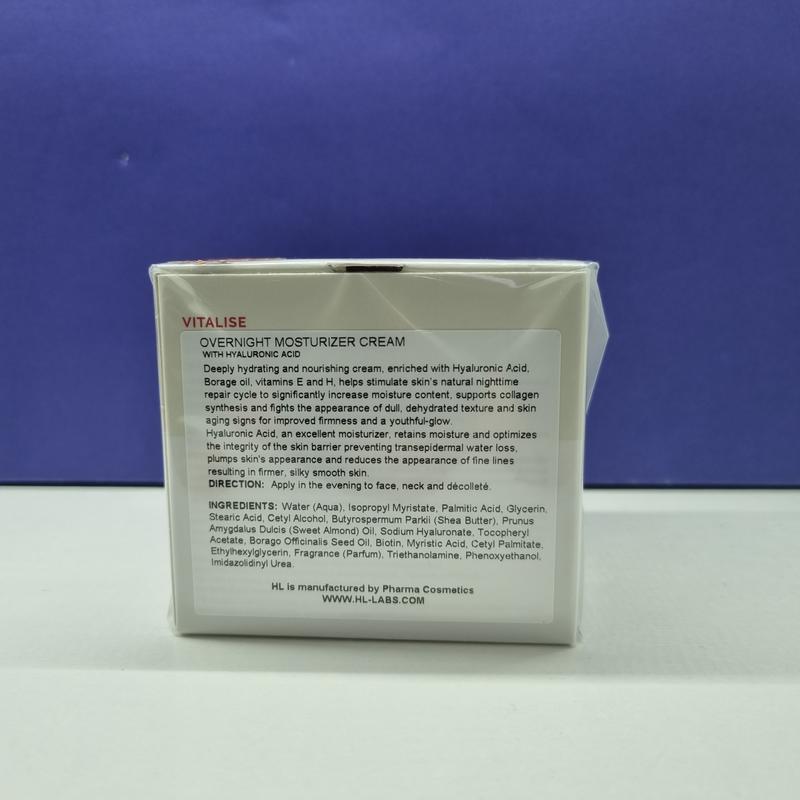 VITALISE
OVERNIGHT MOSTURIZER CREAM
WITH HYALURONIC ACID
Deeply hydrating and nourishing cream, enriched with Hyaluronic Acid,
Borage oil, vitamins E and H, helps stimulate skin's natural nighttime
repair cycle to significantly increase moisture content, supports collagen
synthesis and fights the appearance of dull, dehydrated texture and skin
aging signs for improved firmness and a youthful-glow.
Hyaluronic Acid, an excellent moisturizer, retains moisture and optimizes
the integrity of the skin barrier preventing transepidermal water loss,
plumps skin's appearance and reduces the appearance of fine lines
resulting in firmer, silky smooth skin.
DIRECTION: Apply in the evening to face, neck and décolleté.
INGREDIENTS: Water (Aqua), Isopropyl Myristate, Palmitic Acid, Glycerin,
Stearic Acid, Cetyl Alcohol, Butyrospermum Parkii (Shea Butter), Prunus
Amygdalus Dulcis (Sweet Almond) Oil, Sodium Hyaluronate, Tocopheryl
Acetate, Borago Officinalis Seed Oil, Biotin, Myristic Acid, Cetyl Palmitate,
Ethylhexylglycerin, Fragrance (Parfum), Triethanolamine, Phenoxyethanol,
Imidazolidinyl Urea.
HL is manufactured by Pharma Cosmetics
WWW.HL-LABS.COM